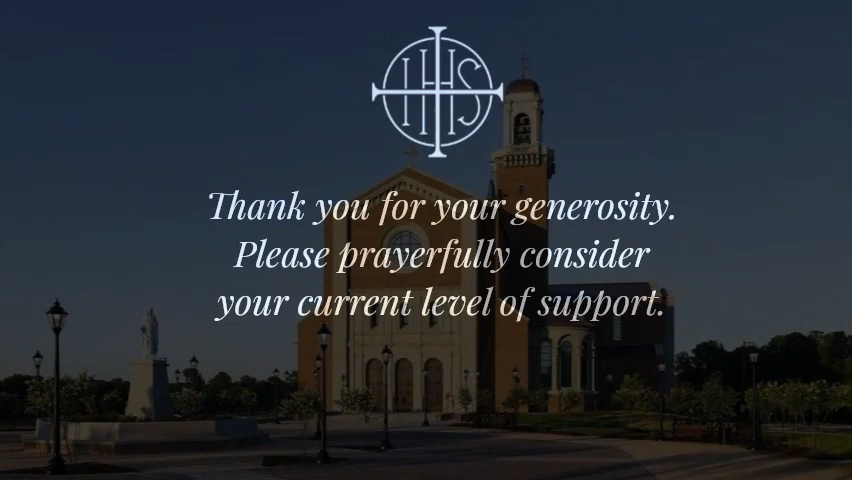 IHS
Thank you for your generosity.
Please prayerfully consider
your current level of support.